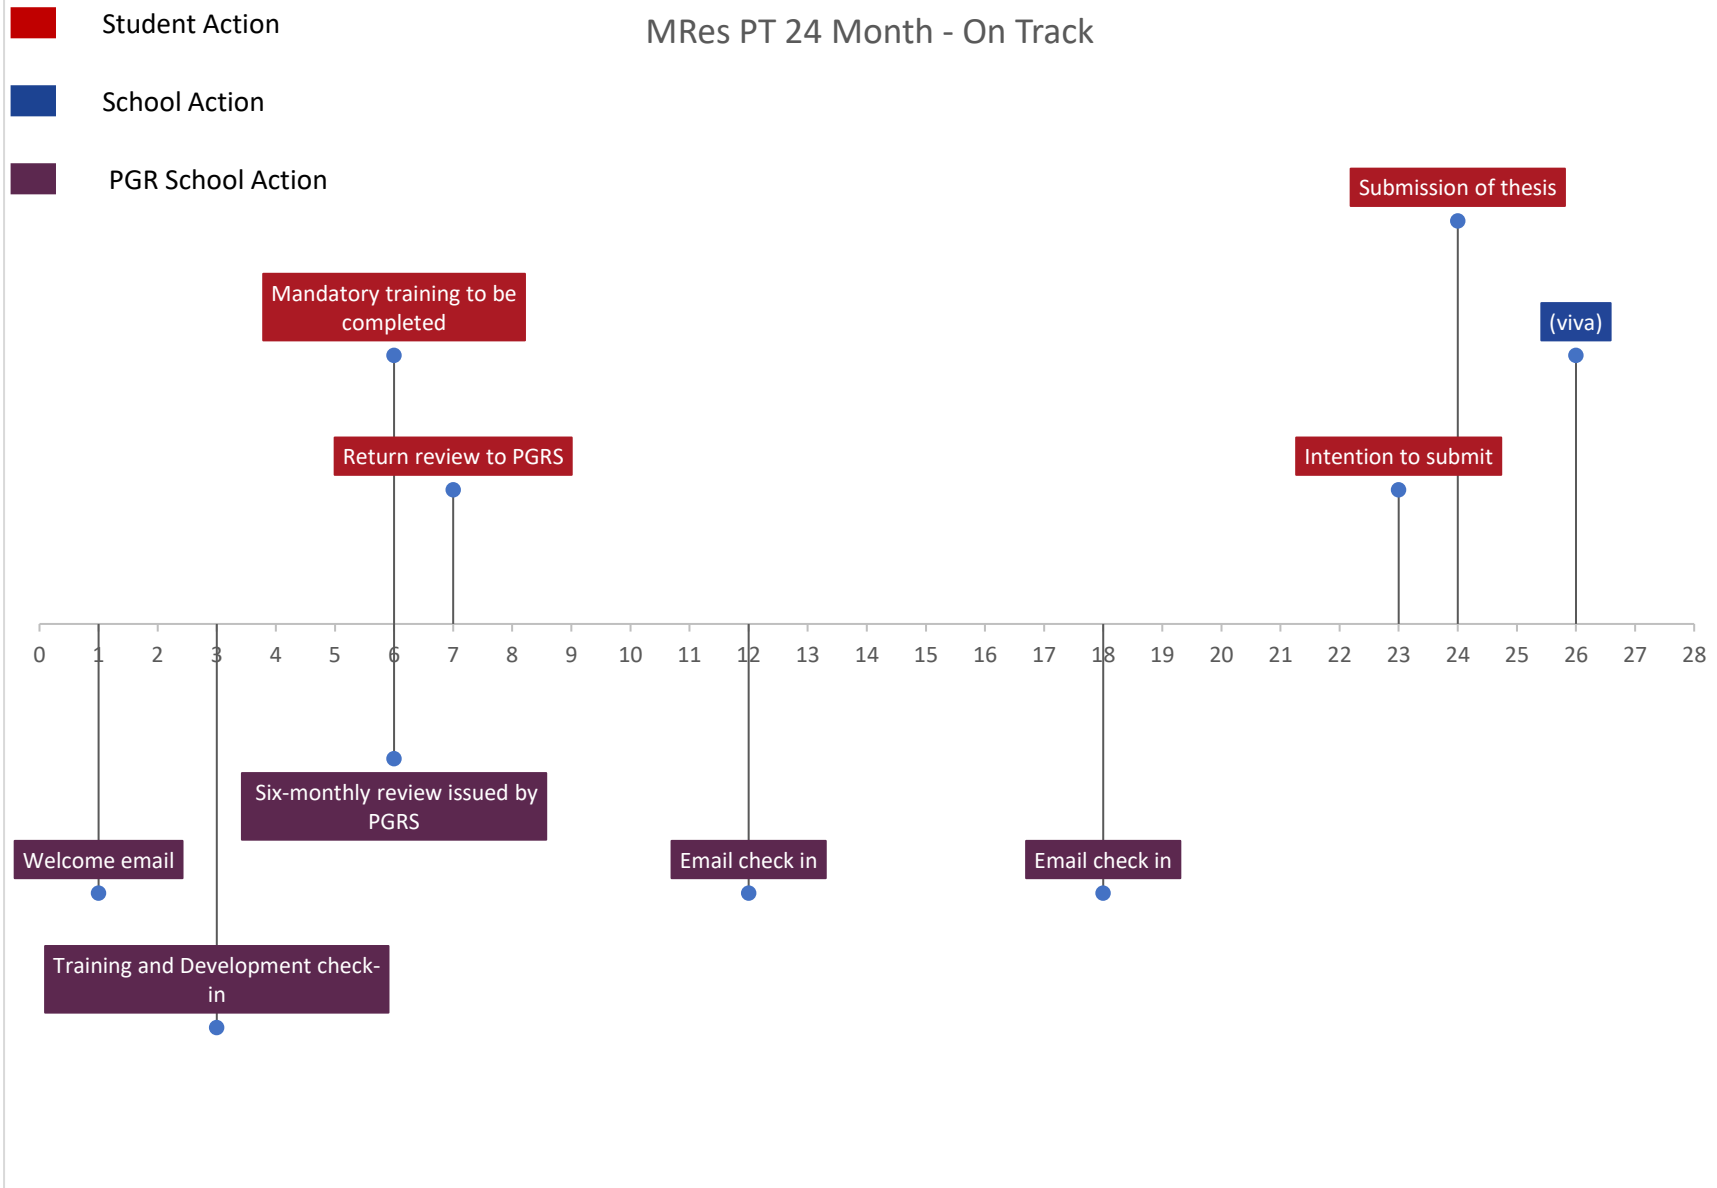 Student Action
MRes PT 24 Month - On Track
School Action
PGR School Action
Submission of thesis
Mandatory training to be
completed
(viva)
Return review to PGRS
Intention to submit
0 1 2 3 4 5 6 7 8 9 10 11 12 13 14 15 16 17 18 19 20 21 22 23 24 25 26 27 28
Six-monthly review issued by
PGRS
Welcome email
Email check in
Email check in
Training and Development check-
in